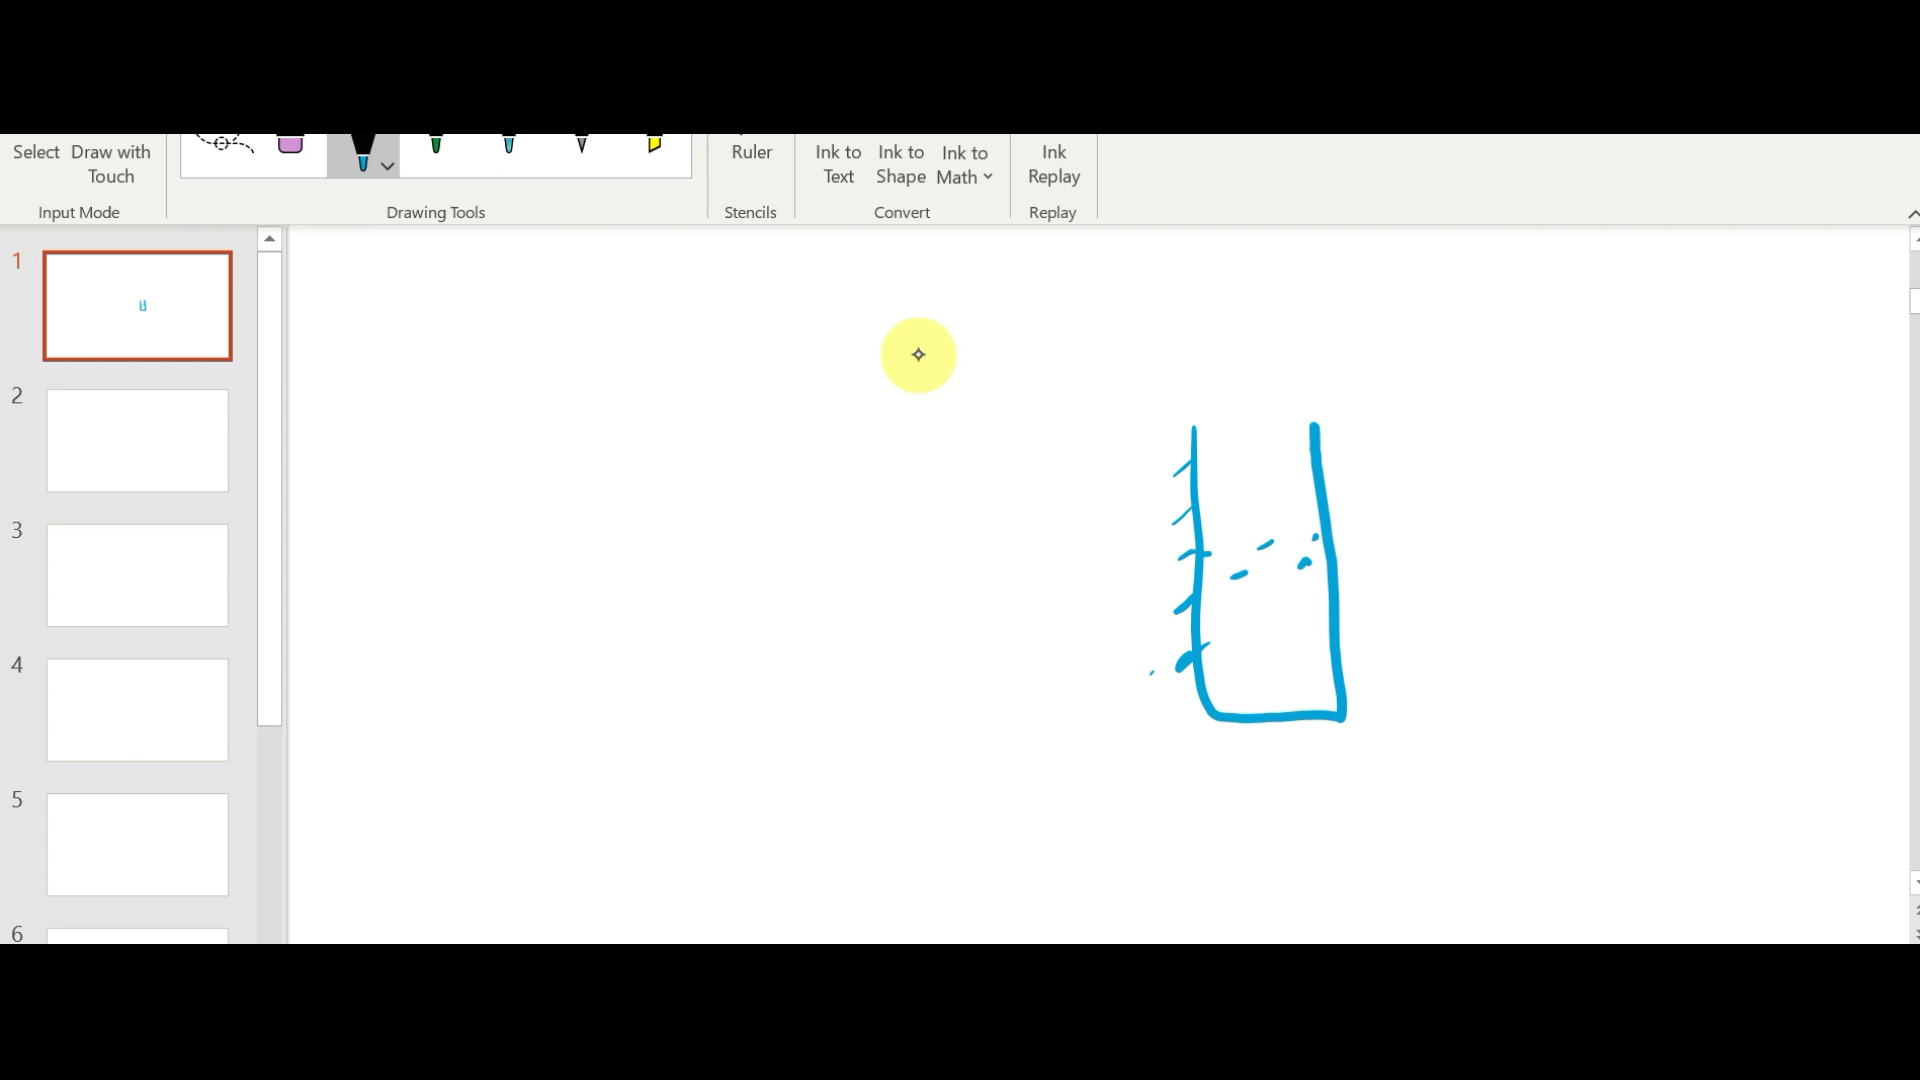 Select
Draw with
Touch
Input Mode
Drawing Tools
Ruler
Stencils
Ink to
Text
Ink to
Shape
Ink to
Math
Convert
Ink
Replay
Replay
1
2
3
4
5
6